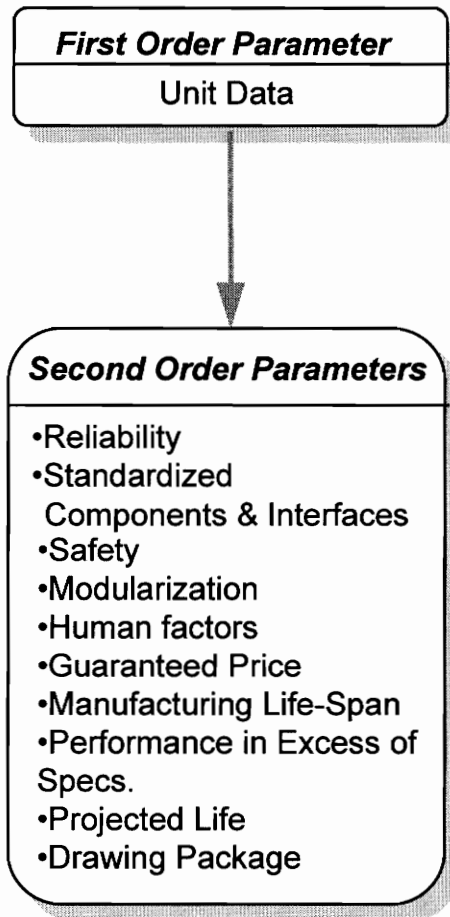 First Order Parameter
Unit Data
Second Order Parameters
•Reliability
•Standardized
Components & Interfaces
•Safety
•Modularization
•Human factors
•Guaranteed Price
•Manufacturing Life-Span
•Performance in Excess of
Specs.
•Projected Life
•Drawing Package